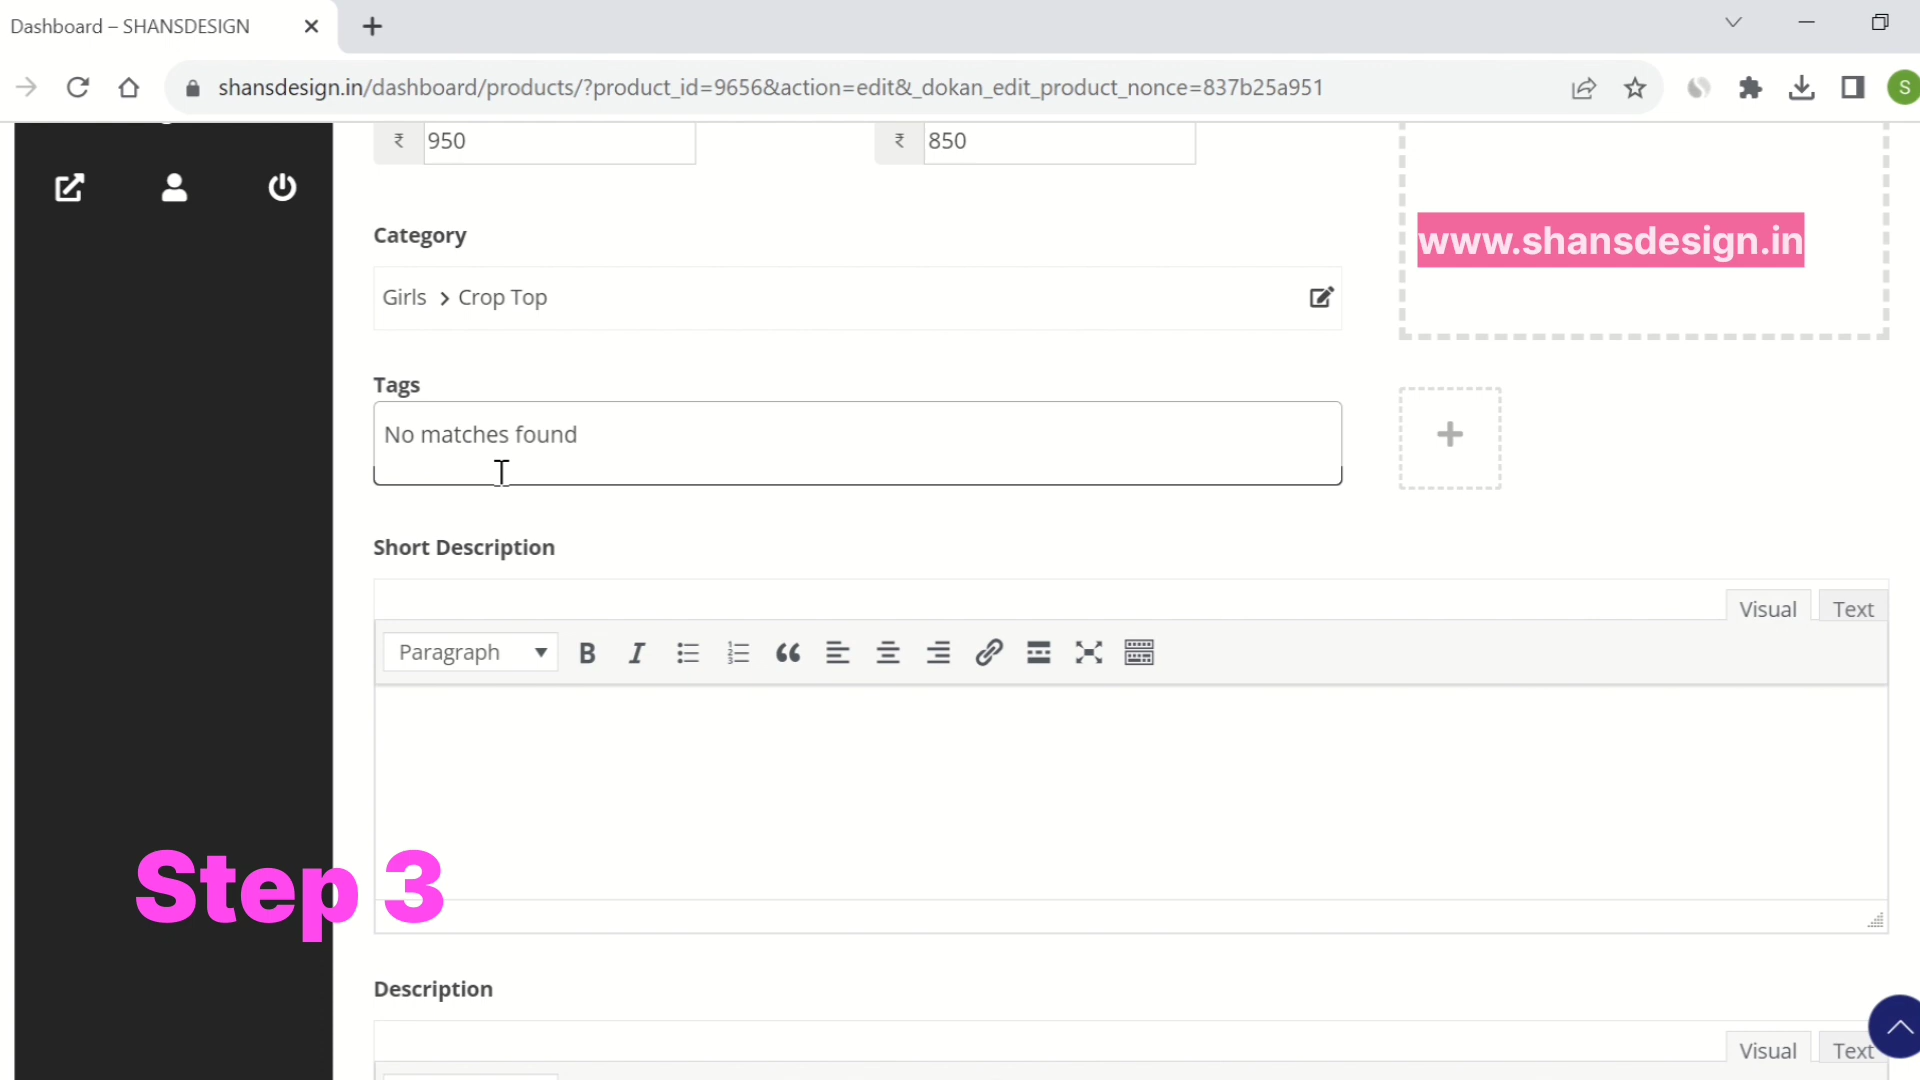 Dashboard – SHANSDESIGN
shansdesign.in/dashboard/products/?product_id=9656&action=edit&_dokan_edit_product_nonce=837b25a951
S
₹ 950
₹ 850
www.shansdesign.in
Category
Girls > Crop Top
Tags
No matches found
Short Description
Visual Text
Paragraph
Step 3
Description
Visual Text